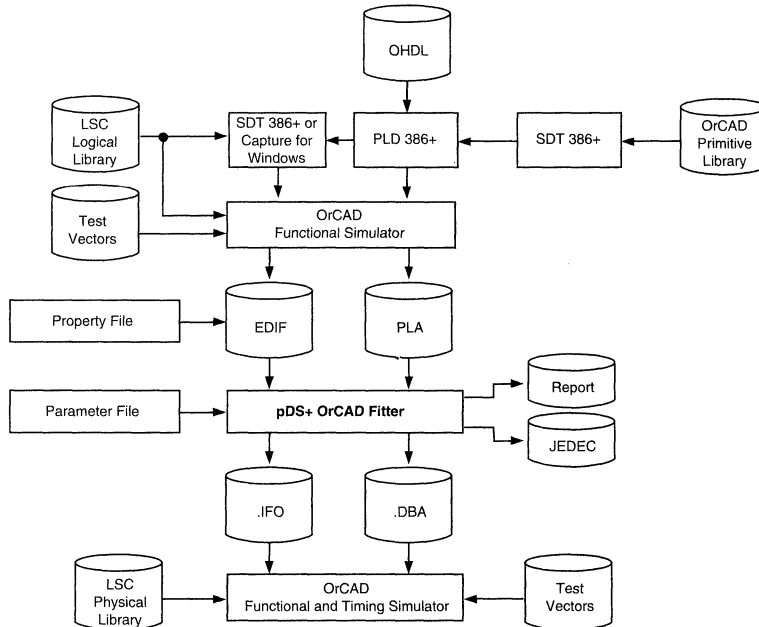 OHDL
LSC
Logical
Library
SDT 386+ or
Capture for
Windows
PLD 386+
SDT 386+
OrCAD
Primitive
Library
Test
Vectors
OrCAD
Functional Simulator
Property File
EDIF
PLA
Parameter File
pDS+ OrCAD Fitter
Report
JEDEC
.IFO
.DBA
LSC
Physical
Library
OrCAD
Functional and Timing Simulator
Test
Vectors